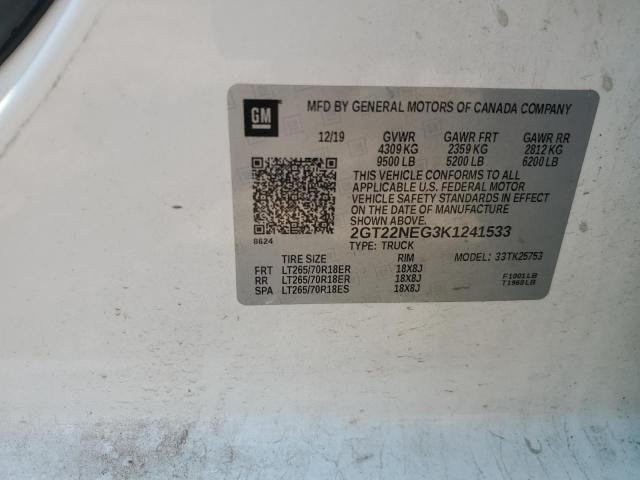 GM
MFD BY GENERAL MOTORS OF CANADA COMPANY
12/19 GVWR GAWR FRT GAWR RR
4309 KG 2359 KG 2812 KG
9500 LB 5200 LB 6200 LB
THIS VEHICLE CONFORMS TO ALL
APPLICABLE U.S. FEDERAL MOTOR
VEHICLE SAFETY STANDARDS IN EFFECT
ON THE DATE OF MANUFACTURE
SHOWN ABOVE.
8624
2GT22NEG3K1241533
TYPE: TRUCK
MODEL: 33TK25753
TIRE SIZE RIM
FRT LT265/70R18ER 18X8J
RR LT265/70R18ER 18X8J
SPA LT265/70R18ES 18X8J
F1001LB
T1968LB